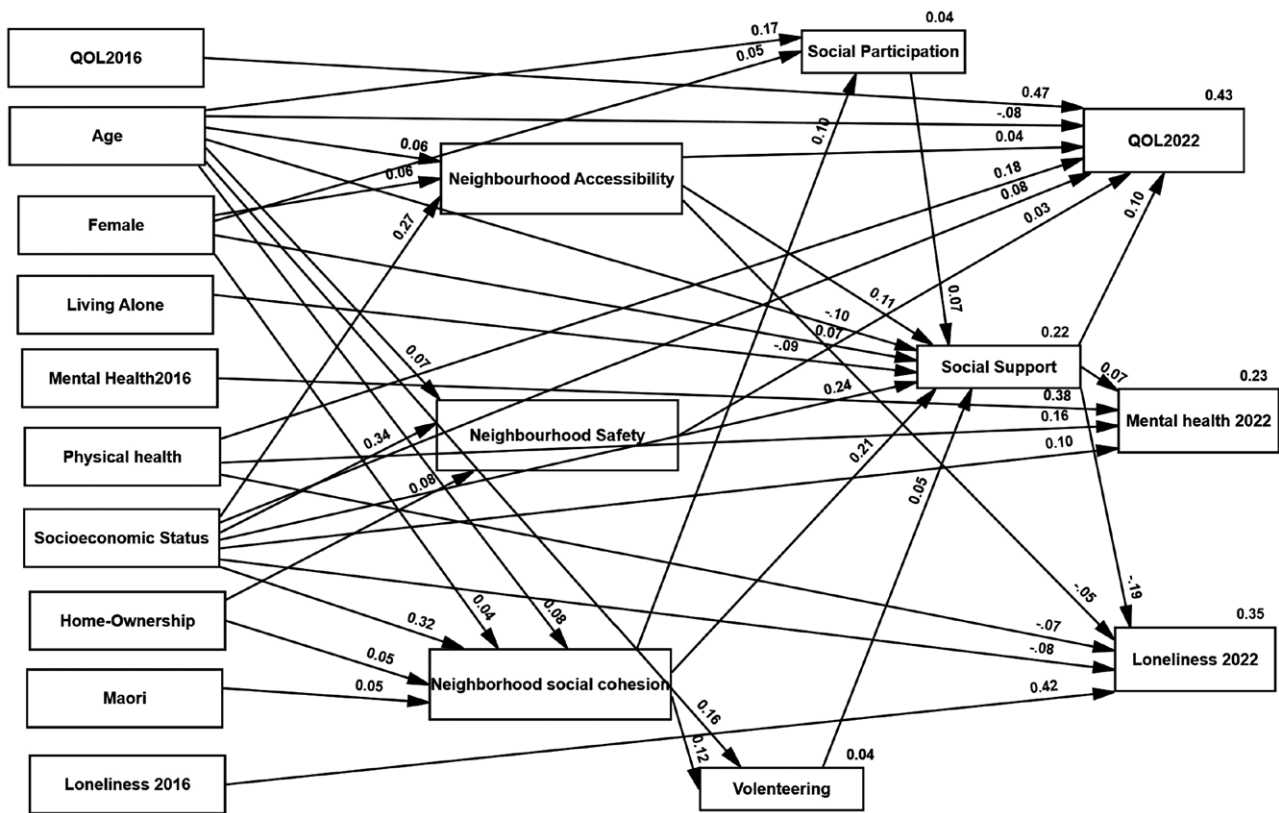 0.04
0.17
Social Participation
0.05
QOL2016
0.47
0.43
Age
-.08
QOL2022
0.10
0.04
0.06
Neighbourhood Accessibility
0.06
0.18
0.08
0.03
0.10
Female
0.27
Living Alone
0.11
-.10
0.07
0.07
-.09
0.22
Social Support
0.07
Mental Health2016
0.07
0.24
0.38
0.23
Mental health 2022
0.16
0.10
Neighbourhood Safety
0.34
0.08
Physical health
0.21
0.05
Socioeconomic Status
Home-Ownership
0.32
0.04
0.08
-.05
-.19
-.07
-.08
0.35
Loneliness 2022
0.05
Neighborhood social cohesion
Maori
0.05
0.42
0.16
0.12
Loneliness 2016
0.04
Volenteering